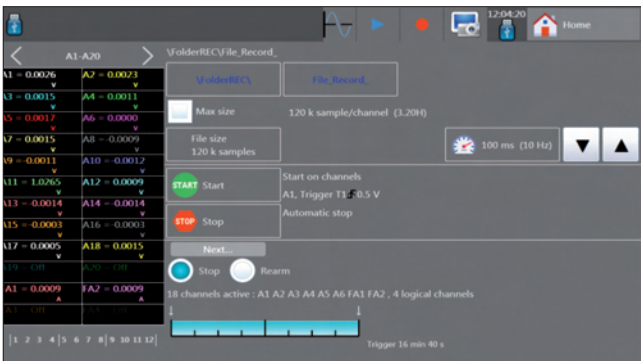 12:04:20
Home
A1-A20
\FolderREC\File_Record_
A1 = 0.0026 A2 = 0.0023
V V
A3 = 0.0015 A4 = 0.0011
V V
A5 = 0.0017 A6 = 0.0000
V V
A7 = 0.0015 A8 = -0.0009
V V
A9 = -0.0011 A10 = -0.0012
V V
A11 = 1.0265 A12 = 0.0009
V V
A13 = -0.0014 A14 = -0.0014
V V
A15 = -0.0003 A16 = -0.0003
V V
A17 = 0.0005 A18 = 0.0015
V V
A19 = Off A20 = Off
FA1 = 0.0009 FA2 = 0.0009
A A
1 2 3 4 5 6 7 8 9 10 11 12
\FolderREC\ File_Record_
Max size 120 k sample/channel (3.20H)
File size
120 k samples
100 ms (10 Hz)
START Start
Start on channels
A1, Trigger T1 0.5 V
STOP Stop
Automatic stop
Next...
Stop Rearm
18 channels active : A1 A2 A3 A4 A5 A6 FA1 FA2 , 4 logical channels
Trigger 16 min 40 s